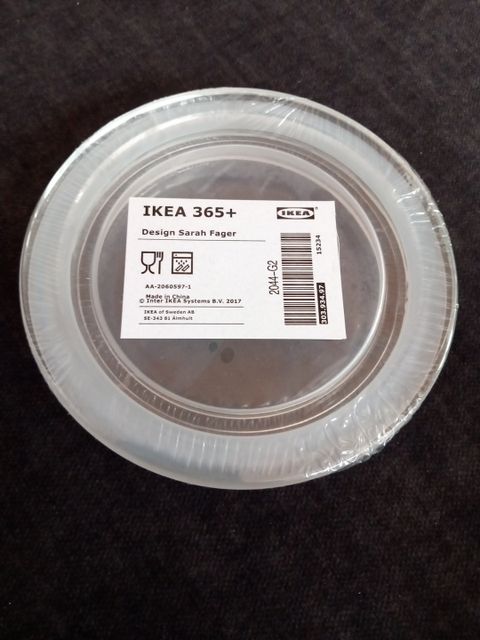 IKEA 365+
IKEA®
Design Sarah Fager
AA-2060597-1
Made in China
© Inter IKEA Systems B.V. 2017
IKEA of Sweden AB
SE-343 81 Älmhult
2044-G2
15234
303.934.97